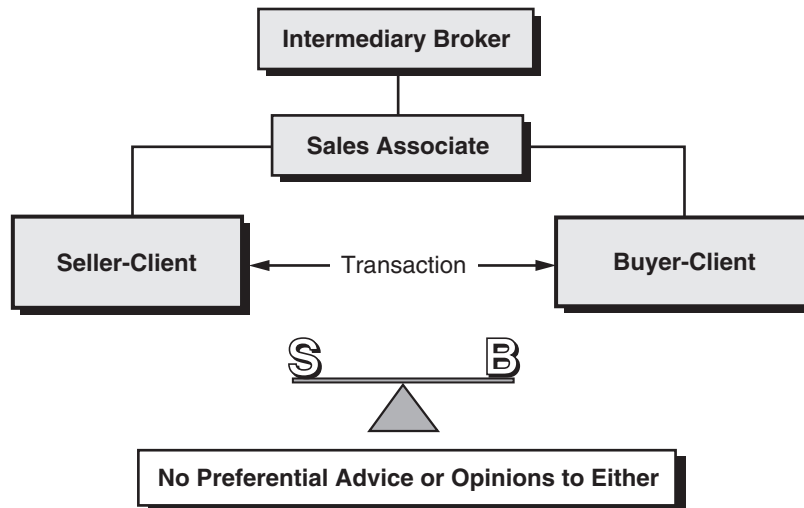 Intermediary Broker
Sales Associate
Seller-Client
Transaction
Buyer-Client
S
B
No Preferential Advice or Opinions to Either